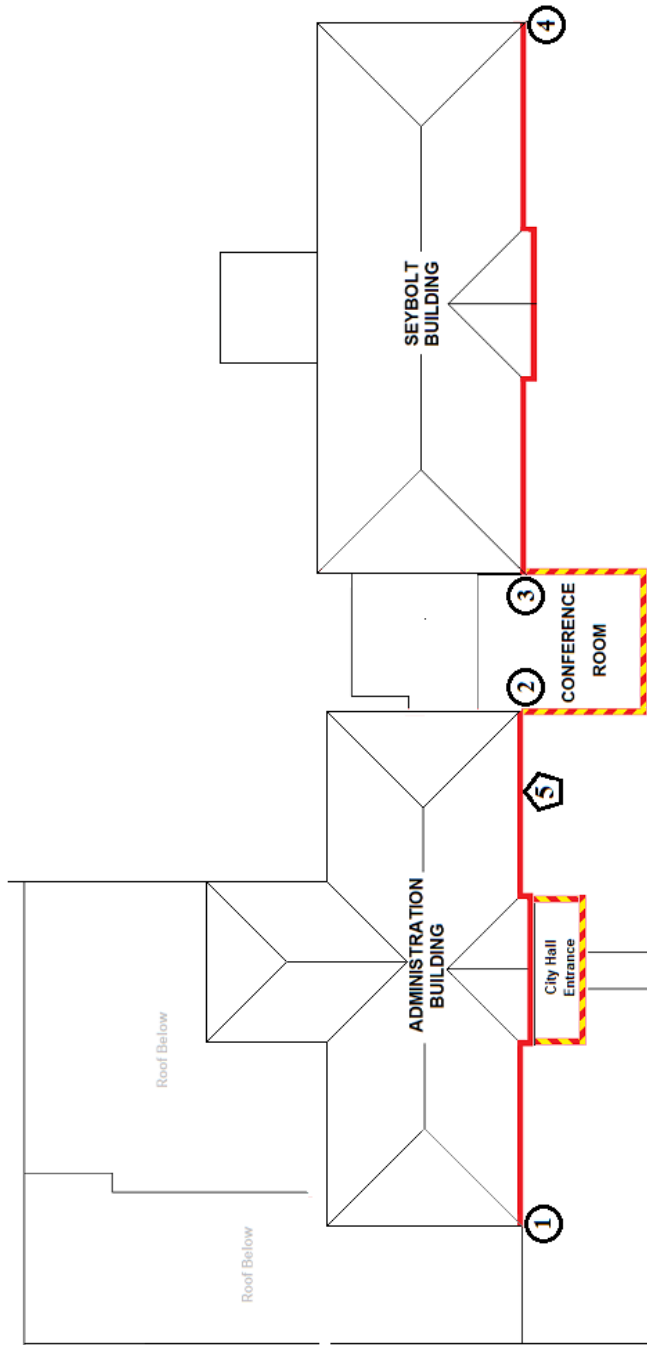 Roof Below
Roof Below
ADMINISTRATION
BUILDING
City Hall
Entrance
CONFERENCE
ROOM
SEYBOLT
BUILDING
1
5
2
3
4